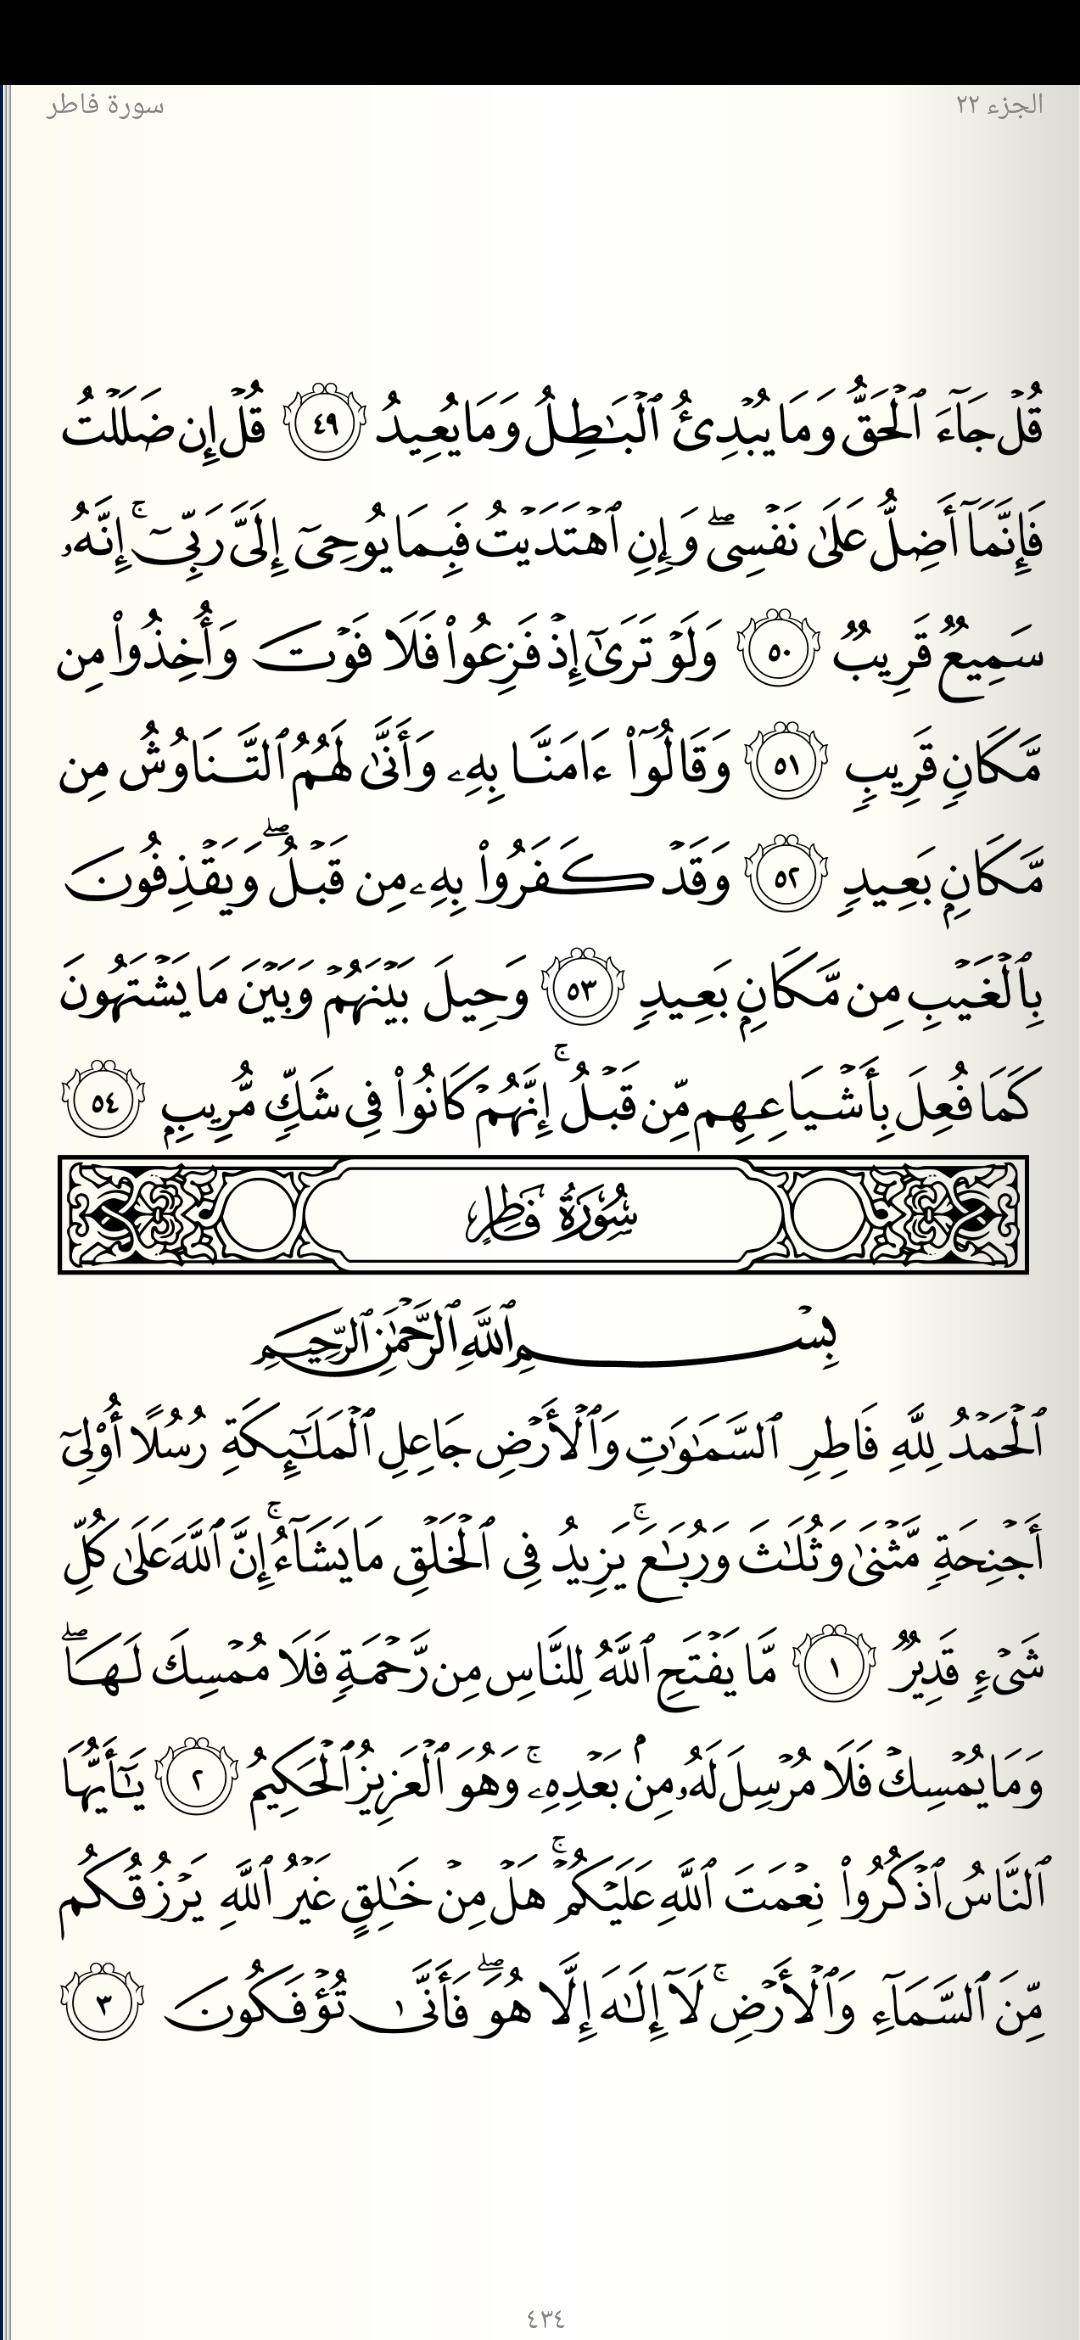 الجزء ٢٢
سورة فاطر
قُلۡ جَآءَ ٱلۡحَقُّ وَمَا يُبۡدِئُ ٱلۡبَٰطِلُ وَمَا يُعِيدُ ٤٩ قُلۡ إِن ضَلَلۡتُ
فَإِنَّمَآ أَضِلُّ عَلَىٰ نَفۡسِيۖ وَإِنِ ٱهۡتَدَيۡتُ فَبِمَا يُوحِيٓ إِلَيَّ رَبِّيٓۚ إِنَّهُۥ
سَمِيعٞ قَرِيبٞ ٥٠ وَلَوۡ تَرَىٰٓ إِذۡ فَزِعُواْ فَلَا فَوۡتَ وَأُخِذُواْ مِن
مَّكَانٖ قَرِيبٖ ٥١ وَقَالُوٓاْ ءَامَنَّا بِهِۦ وَأَنَّىٰ لَهُمُ ٱلتَّنَاوُشُ مِن
مَّكَانِۭ بَعِيدٖ ٥٢ وَقَدۡ كَفَرُواْ بِهِۦ مِن قَبۡلُۖ وَيَقۡذِفُونَ
بِٱلۡغَيۡبِ مِن مَّكَانِۭ بَعِيدٖ ٥٣ وَحِيلَ بَيۡنَهُمۡ وَبَيۡنَ مَا يَشۡتَهُونَ
كَمَا فُعِلَ بِأَشۡيَاعِهِم مِّن قَبۡلُۚ إِنَّهُمۡ كَانُواْ فِي شَكّٖ مُّرِيبِۭ ٥٤
سُورَةُ فَاطِرٍ
بِسۡمِ ٱللَّهِ ٱلرَّحۡمَٰنِ ٱلرَّحِيمِ
ٱلۡحَمۡدُ لِلَّهِ فَاطِرِ ٱلسَّمَٰوَٰتِ وَٱلۡأَرۡضِ جَاعِلِ ٱلۡمَلَٰٓئِكَةِ رُسُلًا أُوْلِيٓ
أَجۡنِحَةٖ مَّثۡنَىٰ وَثُلَٰثَ وَرُبَٰعَۚ يَزِيدُ فِي ٱلۡخَلۡقِ مَا يَشَآءُۚ إِنَّ ٱللَّهَ عَلَىٰ كُلِّ
شَيۡءٖ قَدِيرٞ ١ مَّا يَفۡتَحِ ٱللَّهُ لِلنَّاسِ مِن رَّحۡمَةٖ فَلَا مُمۡسِكَ لَهَاۖ
وَمَا يُمۡسِكۡ فَلَا مُرۡسِلَ لَهُۥ مِنۢ بَعۡدِهِۦۚ وَهُوَ ٱلۡعَزِيزُ ٱلۡحَكِيمُ ٢ يَٰٓأَيُّهَا
ٱلنَّاسُ ٱذۡكُرُواْ نِعۡمَتَ ٱللَّهِ عَلَيۡكُمۡۚ هَلۡ مِنۡ خَٰلِقٍ غَيۡرُ ٱللَّهِ يَرۡزُقُكُم
مِّنَ ٱلسَّمَآءِ وَٱلۡأَرۡضِۚ لَآ إِلَٰهَ إِلَّا هُوَۖ فَأَنَّىٰ تُؤۡفَكُونَ ٣
٤٣٤